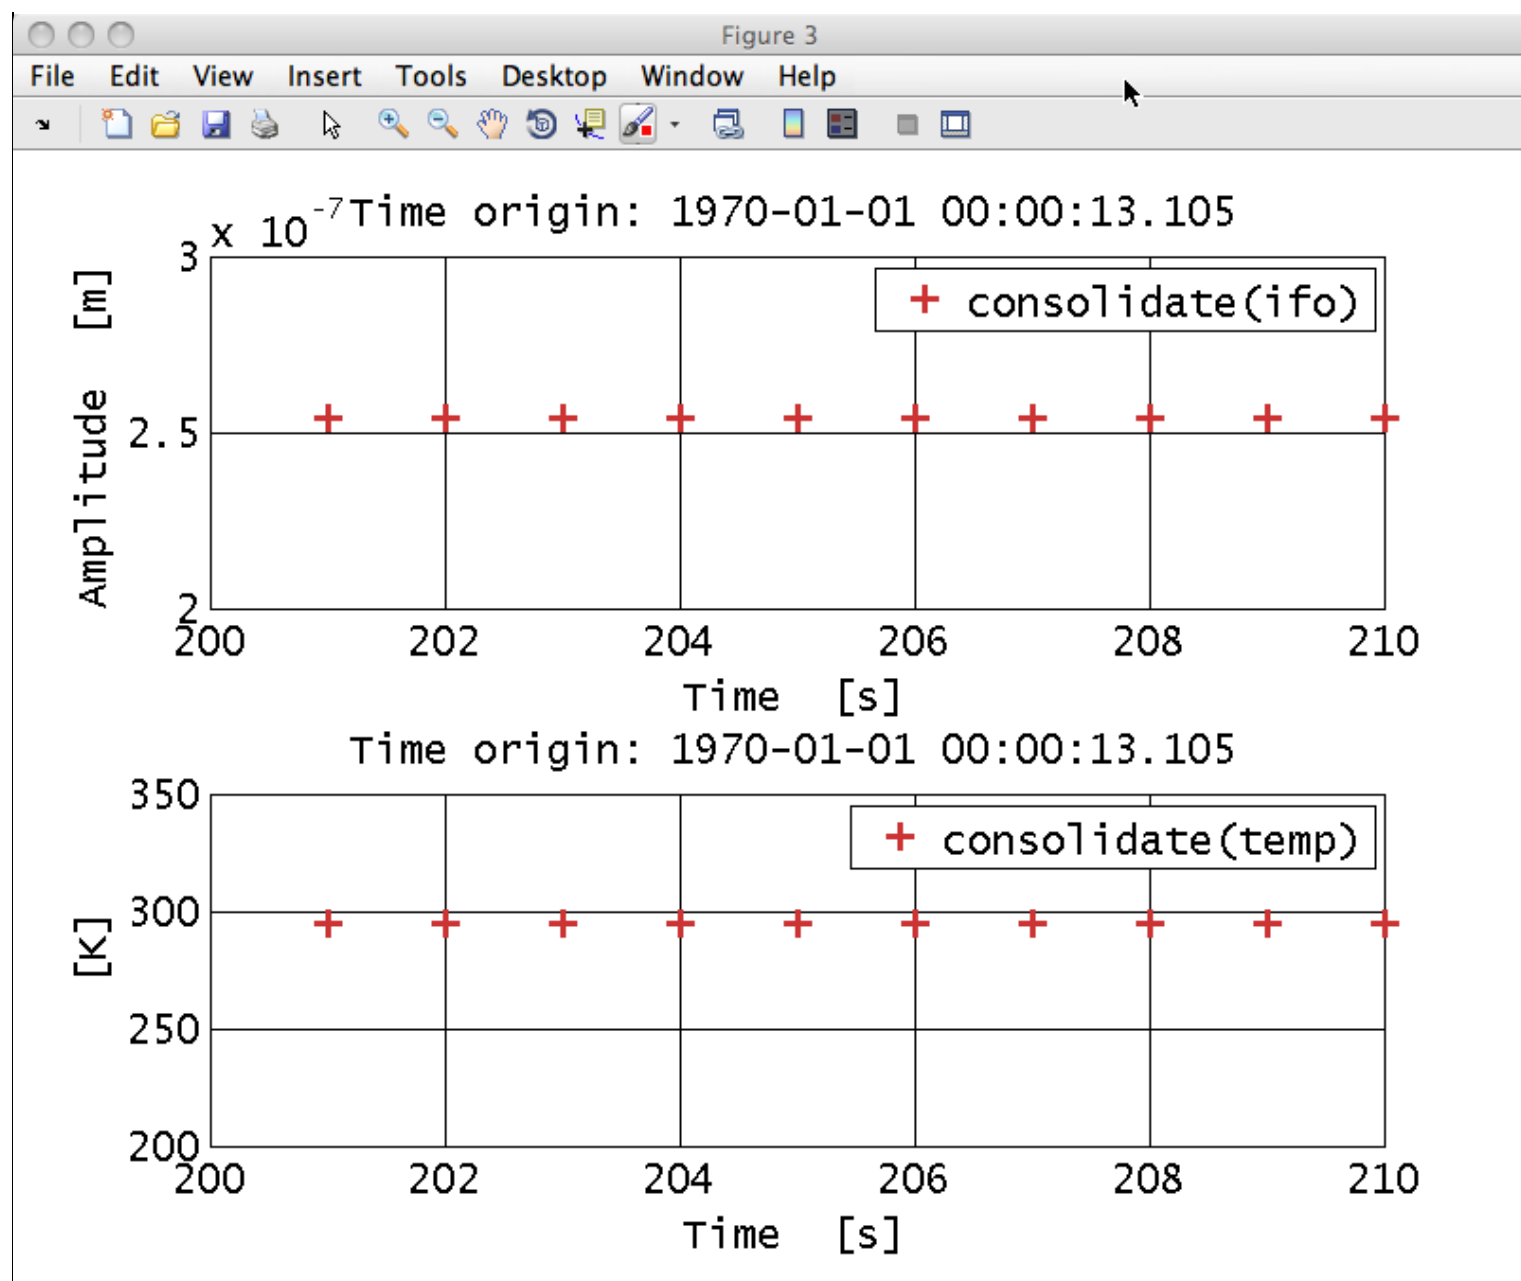 Figure 3
File Edit View Insert Tools Desktop Window Help
x 10-7
Time origin: 1970-01-01 00:00:13.105
3
2.5
2
Amplitude [m]
consolidate(ifo)
200 202 204 206 208 210
Time [s]
Time origin: 1970-01-01 00:00:13.105
350
300
250
200
[K]
consolidate(temp)
200 202 204 206 208 210
Time [s]